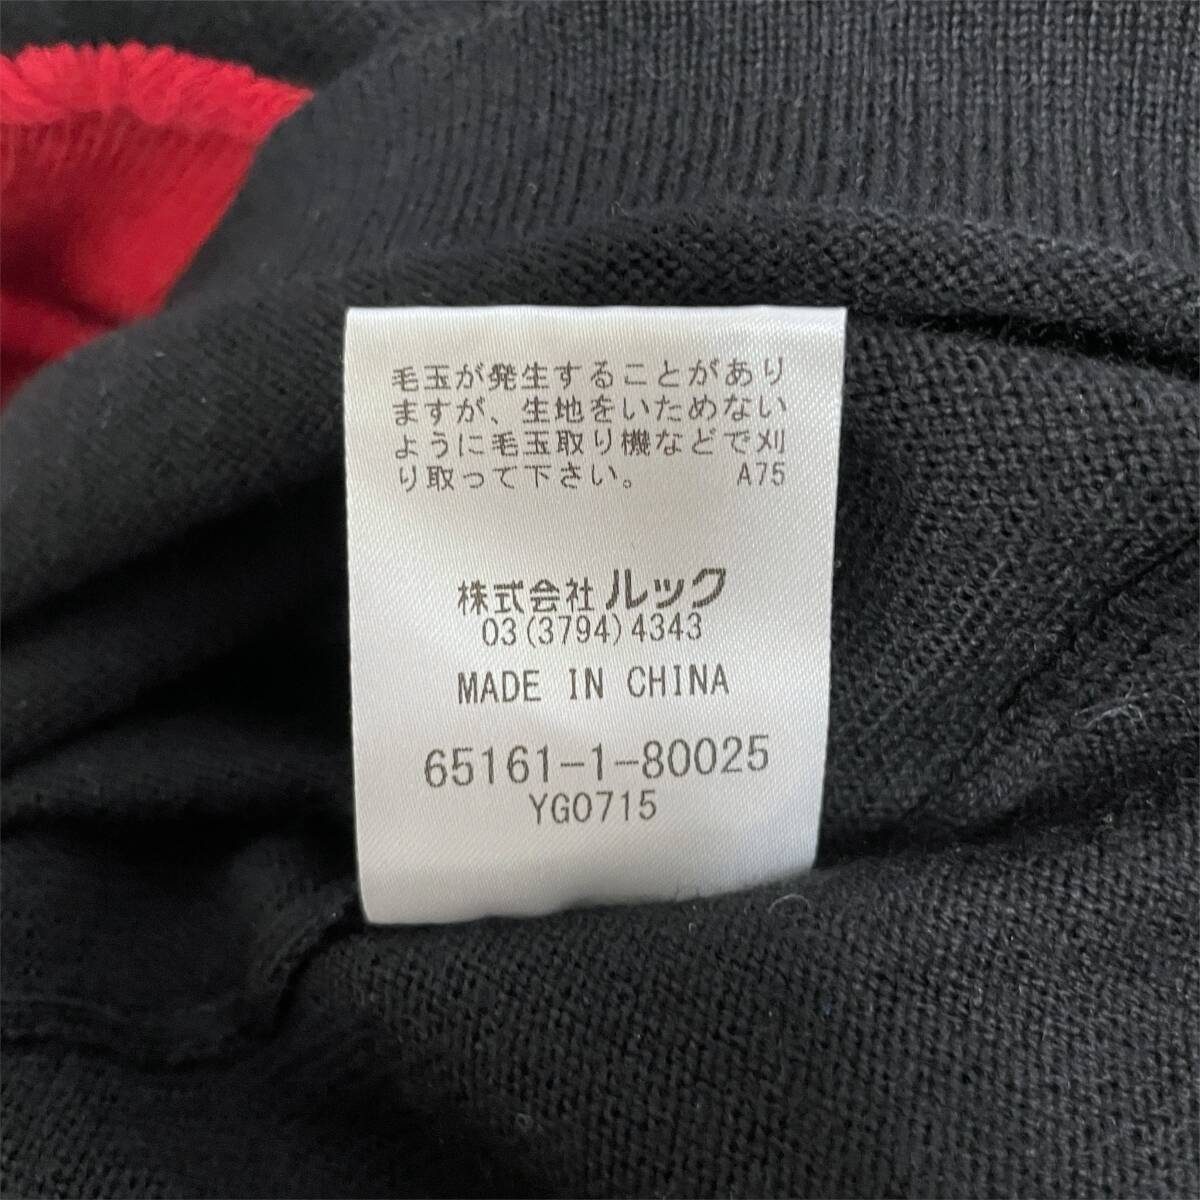 毛玉が発生することがあり
ますが、生地をいためない
ように毛玉取り機などで刈
り取って下さい。 A75
株式会社ルック
03(3794)4343
MADE IN CHINA
65161-1-80025
YG0715